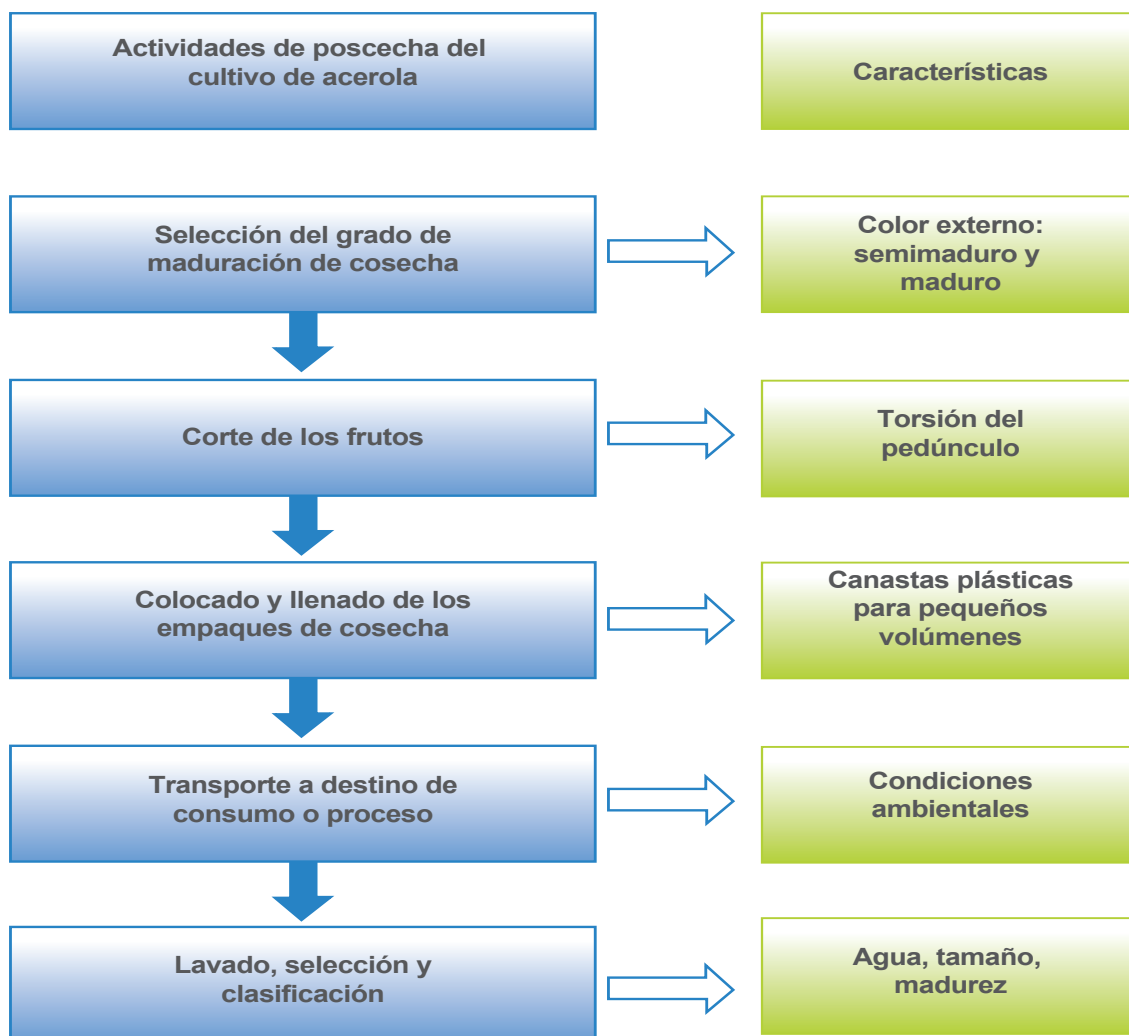 Actividades de poscecha del
cultivo de acerola
Características
Selección del grado de
maduración de cosecha
Color externo:
semimaduro y
maduro
Corte de los frutos
Torsión del
pedúnculo
Colocado y llenado de los
empaques de cosecha
Canastas plásticas
para pequeños
volúmenes
Transporte a destino de
consumo o proceso
Condiciones
ambientales
Lavado, selección y
clasificación
Agua, tamaño,
madurez